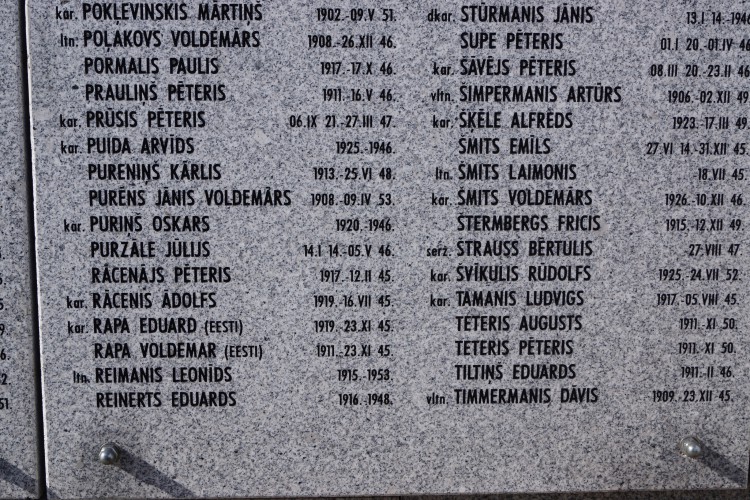 kar. POKLEVINSKIS MĀRTIŅŠ 1902.-09.V 51.
ltn. POĻAKOVS VOLDEMĀRS 1908.-26.XII 46.
PORMALIS PAULIS 1917.-17.X 46.
PRAULIŅŠ PĒTERIS 1911.-16.V 46.
kar. PRŪSIS PĒTERIS 06.IX 21.-27.III 47.
kar. PUIDA ARVĪDS 1925.-1946.
PURENIŅŠ KĀRLIS 1913.-25.VI 48.
PURĒNS JĀNIS VOLDEMĀRS 1908.-09.IV 53.
kar. PURIŅŠ OSKARS 1920.-1946.
PURZĀLE JŪLIJS 14.I 14.-05.V 46.
RĀCENĀJS PĒTERIS 1917.-12.II 45.
kar. RĀCENIS ĀDOLFS 1919.-16.VII 45.
kar. RAPA EDUARD (EESTI) 1919.-23.XI 45.
RAPA VOLDEMAR (EESTI) 1911.-23.XI 45.
ltn. REIMANIS LEONĪDS 1915.-1953.
REINERTS EDUARDS 1916.-1948.
dkar. STŪRMANIS JĀNIS 13.I 14.-1946
SUPE PĒTERIS 01.I 20.-01.IV 46
kar. ŠĀVĒJS PĒTERIS 08.III 20.-23.II 46
vltn. ŠIMPERMANIS ARTŪRS 1906.-02.XII 49
kar. ŠĶĒLE ALFRĒDS 1923.-17.III 49.
ŠMITS EMĪLS 27.VI 14.-31.XII 45.
ltn. ŠMITS LAIMONIS 18.VII 45.
kar. ŠMITS VOLDEMĀRS 1926.-10.XII 46.
ŠTERMBERGS FRICIS 1915.-12.XII 49.
serž. ŠTRAUSS BĒRTULIS 27.VIII 47.
kar. ŠVIKULIS RŪDOLFS 1925.-24.VII 52.
kar. TAMANIS LUDVIGS 1917.-05.VIII 45.
TETERIS AUGUSTS 1911.-XI 50.
TETERIS PĒTERIS 1911.-XI 50.
TILTIŅŠ EDUARDS 1911.-II 46.
vltn. TIMMERMANIS DĀVIS 1909.-23.XII 45.